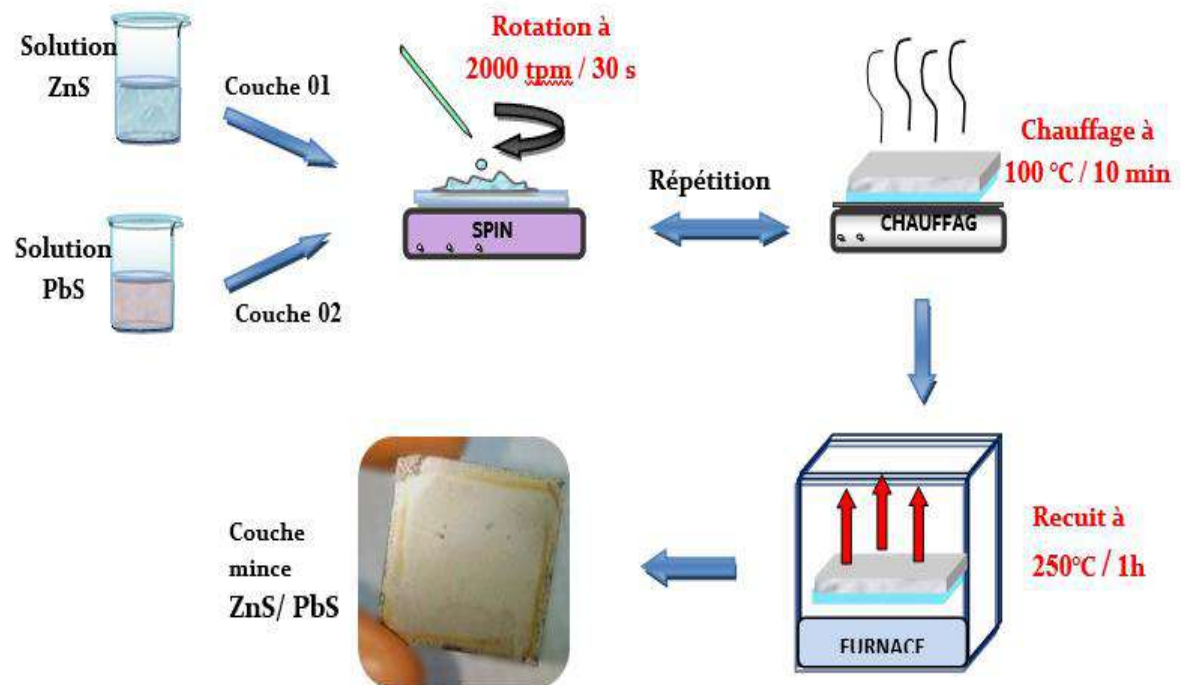 Solution
ZnS
Couche 01
Rotation à
2000 tpm / 30 s
SPIN
Solution
PbS
Couche 02
Répétition
Chauffage à
100 °C / 10 min
CHAUFFAG
Recuit à
250°C / 1h
FURNACE
Couche
mince
ZnS/ PbS